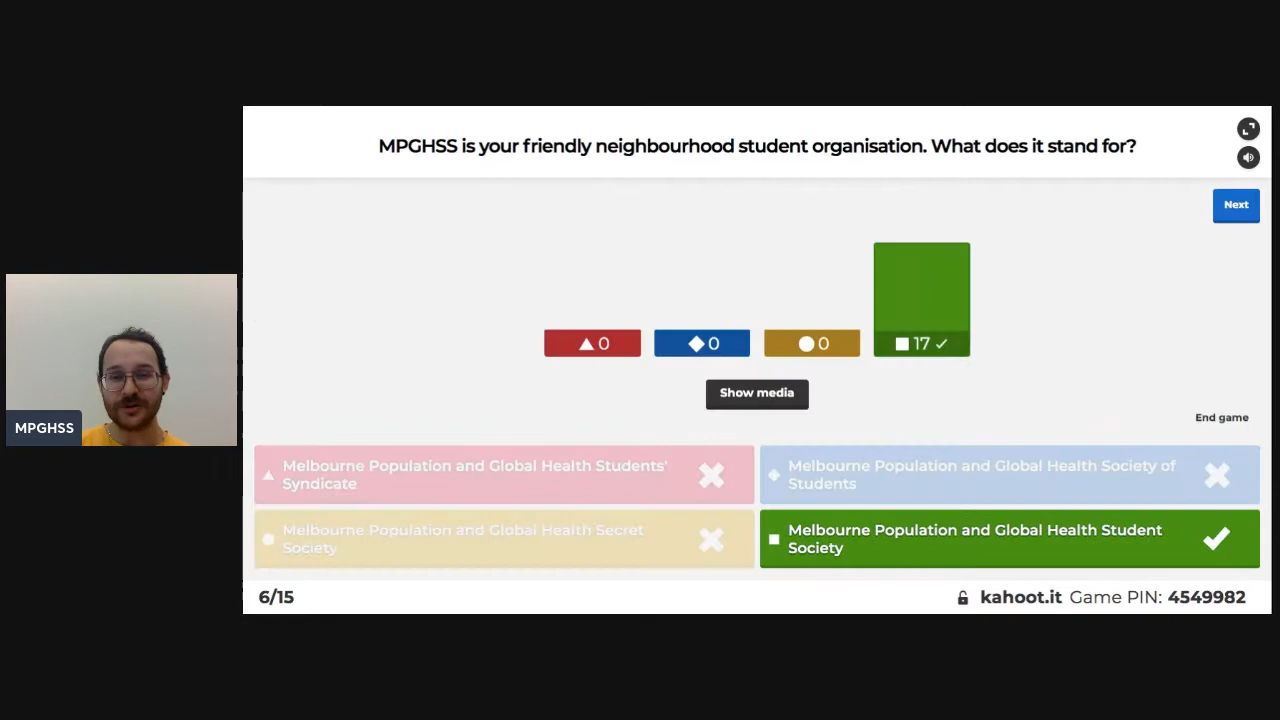 MPGHSS is your friendly neighbourhood student organisation. What does it stand for?
Next
0
0
0
17
Show media
End game
MPGHSS
Melbourne Population and Global Health Students'
Syndicate
Melbourne Population and Global Health Society of
Students
Melbourne Population and Global Health Secret
Society
Melbourne Population and Global Health Student
Society
6/15
kahoot.it Game PIN: 4549982